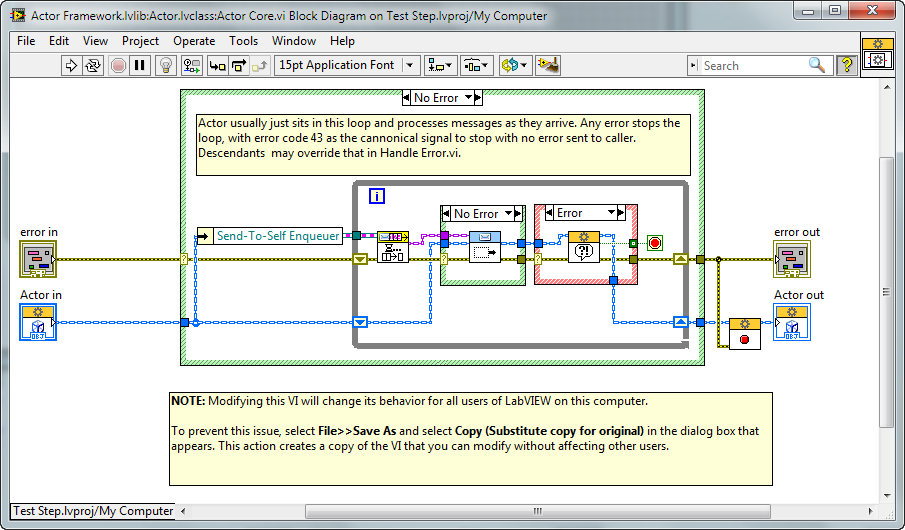 Actor Framework.lvlib:Actor.lvclass:Actor Core.vi Block Diagram on Test Step.lvproj/My Computer
File Edit View Project Operate Tools Window Help
15pt Application Font
Search
?
No Error
Actor usually just sits in this loop and processes messages as they arrive. Any error stops the
loop, with error code 43 as the cannonical signal to stop with no error sent to caller.
Descendants may override that in Handle Error.vi.
i
No Error
Error
error in
Send-To-Self Enqueuer
error out
?!
Actor in
Actor out
OBJ
OBJ
NOTE: Modifying this VI will change its behavior for all users of LabVIEW on this computer.
To prevent this issue, select File>>Save As and select Copy (Substitute copy for original) in the dialog box that
appears. This action creates a copy of the VI that you can modify without affecting other users.
Test Step.lvproj/My Computer